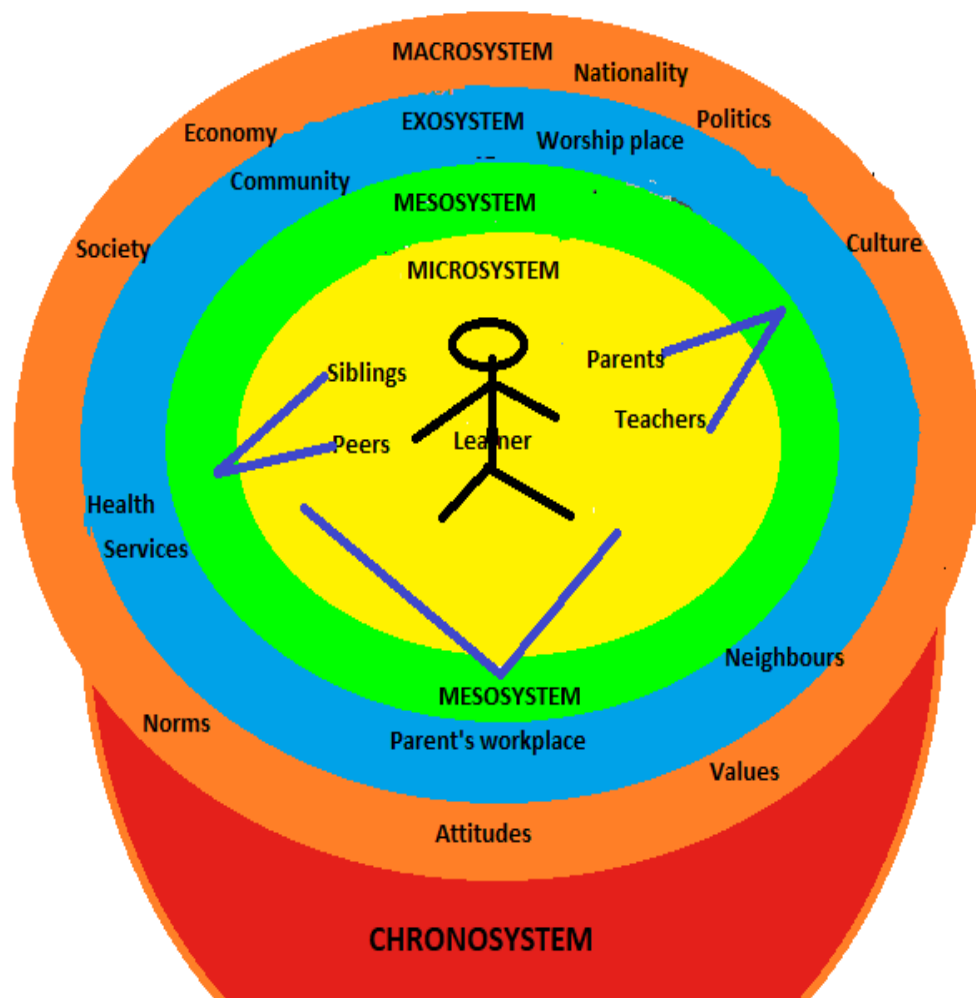 MACROSYSTEM
Nationality
Politics
Economy
EXOSYSTEM
Worship place
Community
MESOSYSTEM
Society
Culture
MICROSYSTEM
Parents
Siblings
Teachers
Peers
Learner
Health
Services
Neighbours
MESOSYSTEM
Norms
Parent's workplace
Values
Attitudes
CHRONOSYSTEM